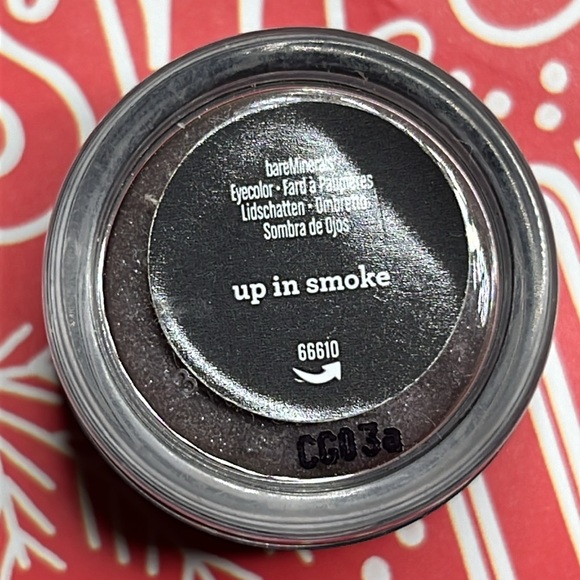 bareMinerals
Eyecolor • Fard à Paupières
Lidschatten • Ombretto
Sombra de Ojos
up in smoke
66610
CC03a